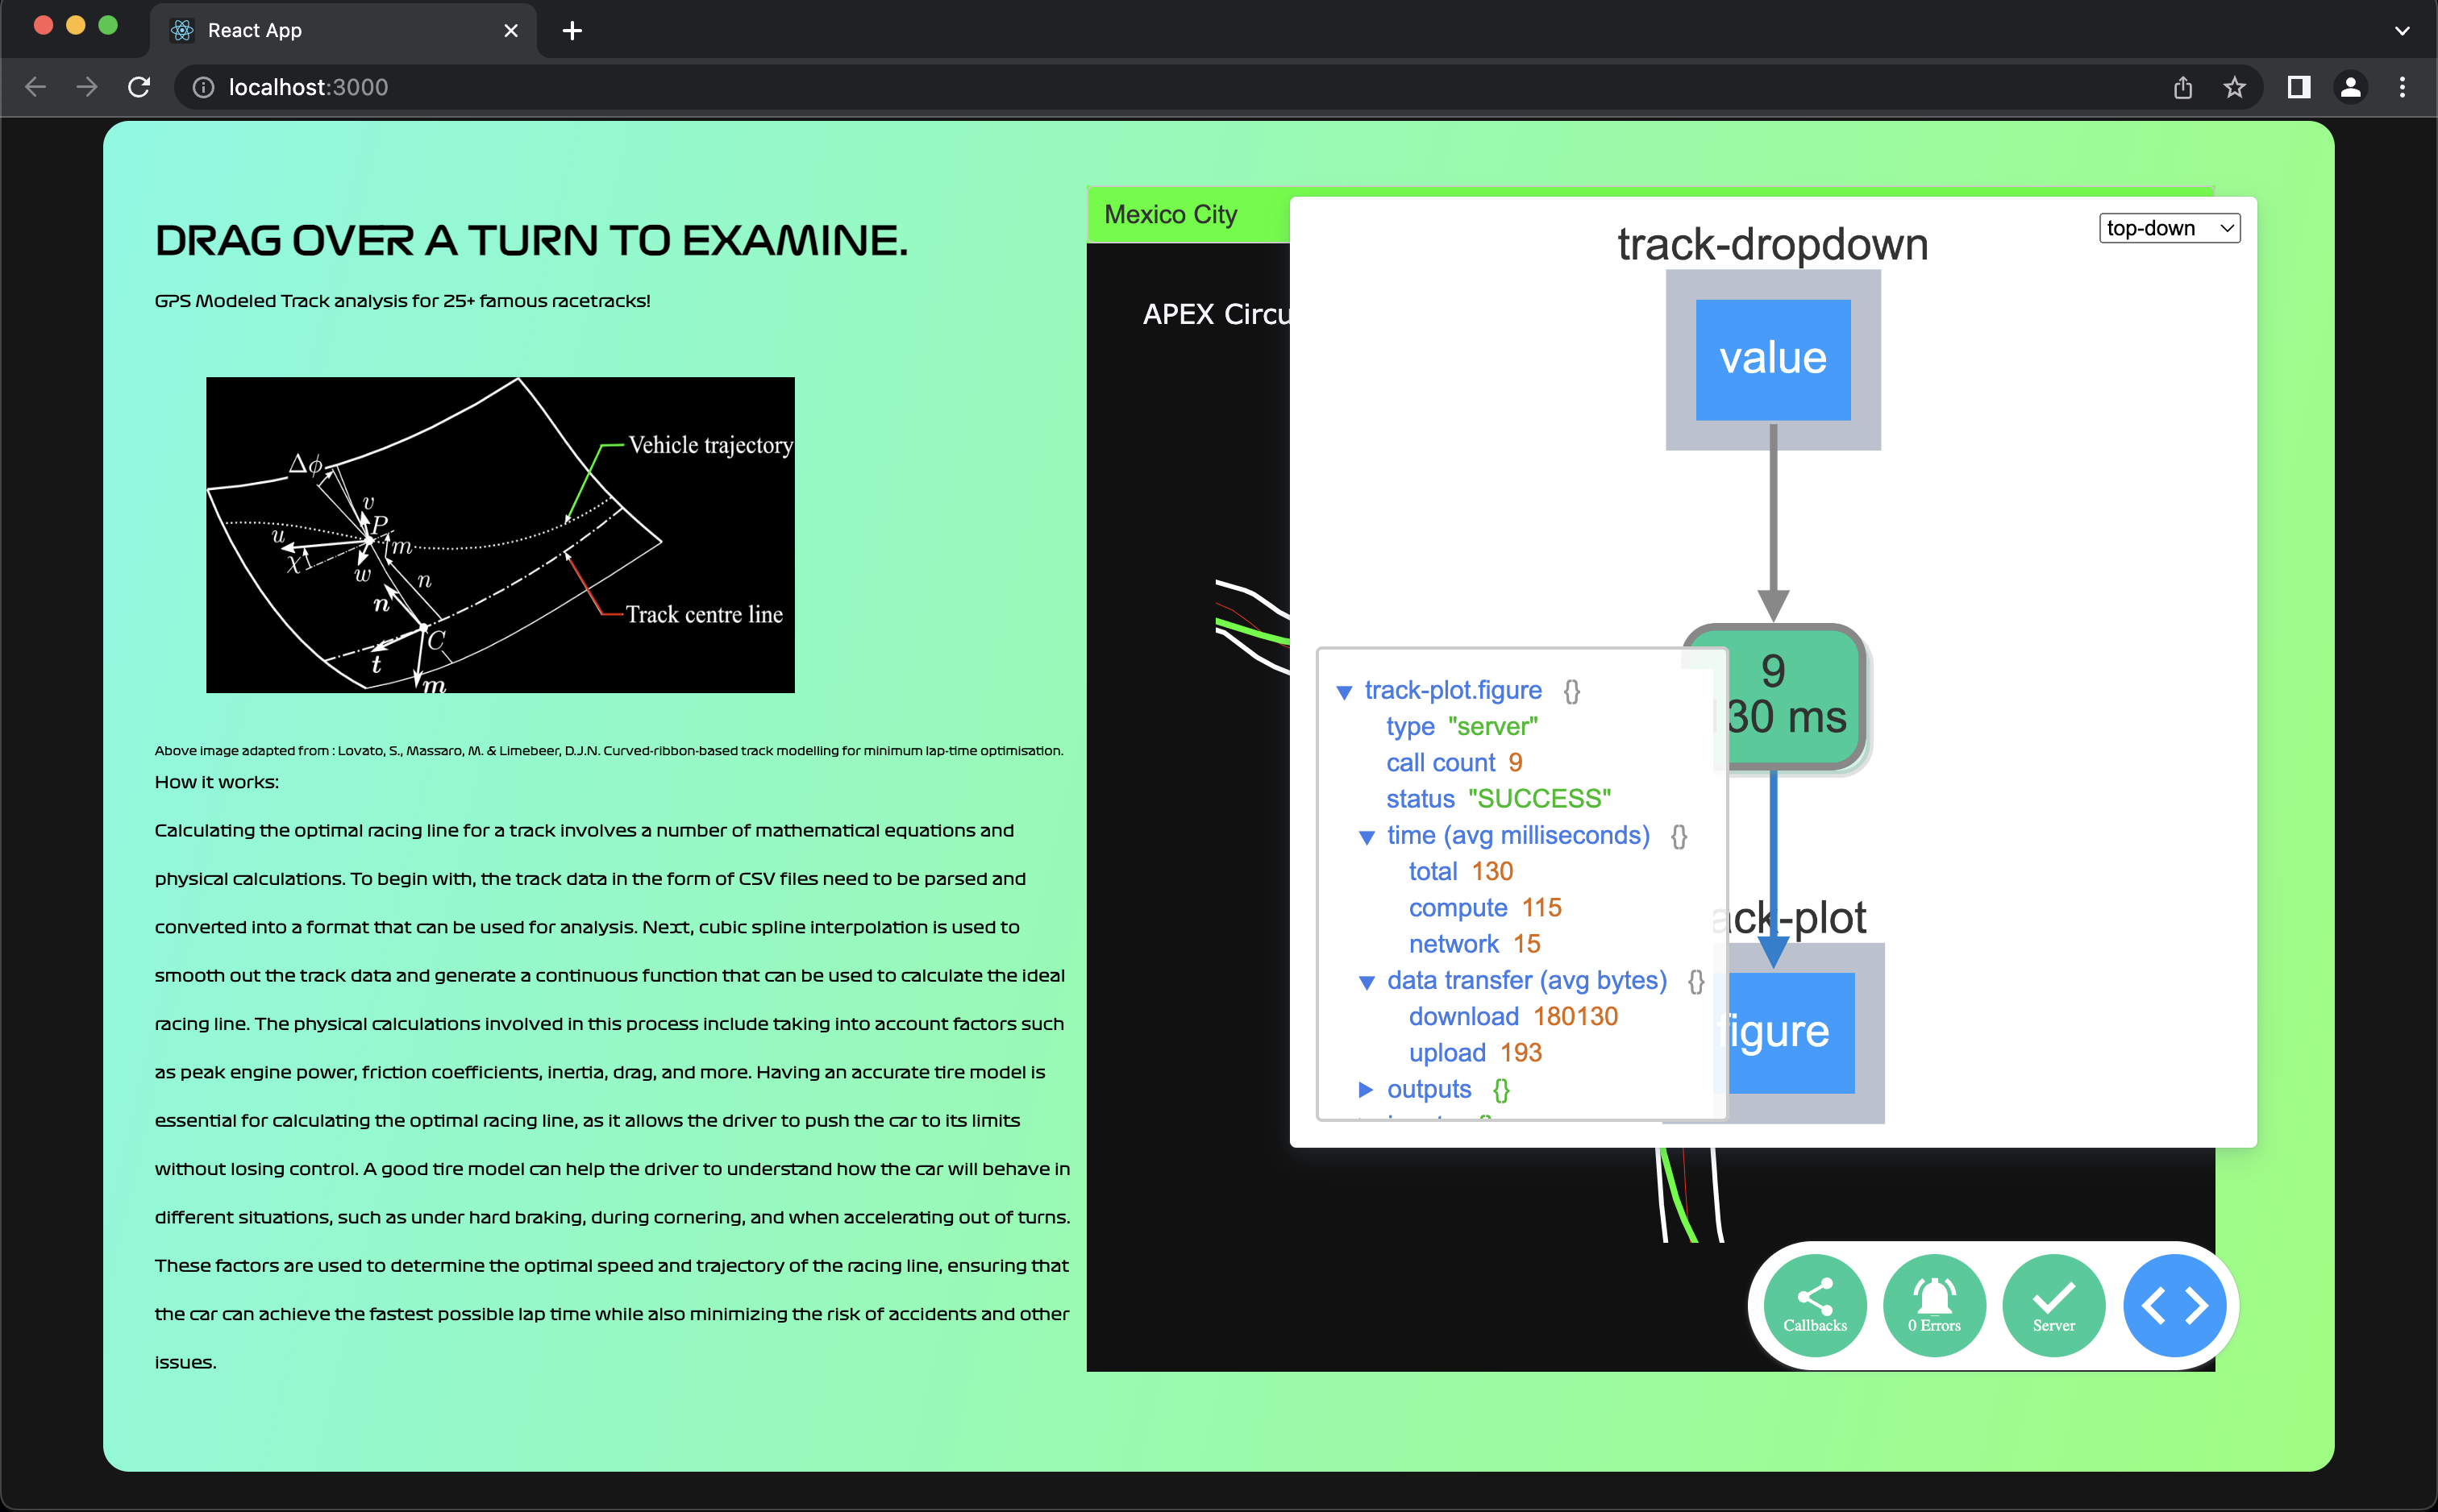 React App
localhost:3000
DRAG OVER A TURN TO EXAMINE.
GPS Modeled Track analysis for 25+ famous racetracks!
Vehicle trajectory
Δϕ
v
P
u
m
χ
w
n
n
Track centre line
C
t
m
Above image adapted from : Lovato, S., Massaro, M. & Limebeer, D.J.N. Curved-ribbon-based track modelling for minimum lap-time optimisation.
How it works:
Calculating the optimal racing line for a track involves a number of mathematical equations and
physical calculations. To begin with, the track data in the form of CSV files need to be parsed and
converted into a format that can be used for analysis. Next, cubic spline interpolation is used to
smooth out the track data and generate a continuous function that can be used to calculate the ideal
racing line. The physical calculations involved in this process include taking into account factors such
as peak engine power, friction coefficients, inertia, drag, and more. Having an accurate tire model is
essential for calculating the optimal racing line, as it allows the driver to push the car to its limits
without losing control. A good tire model can help the driver to understand how the car will behave in
different situations, such as under hard braking, during cornering, and when accelerating out of turns.
These factors are used to determine the optimal speed and trajectory of the racing line, ensuring that
the car can achieve the fastest possible lap time while also minimizing the risk of accidents and other
issues.
Mexico City
APEX Circu
top-down
track-dropdown
value
9
30 ms
ack-plot
figure
track-plot.figure {}
type "server"
call count 9
status "SUCCESS"
time (avg milliseconds) {}
total 130
compute 115
network 15
data transfer (avg bytes) {}
download 180130
upload 193
outputs {}
Callbacks
0 Errors
Server